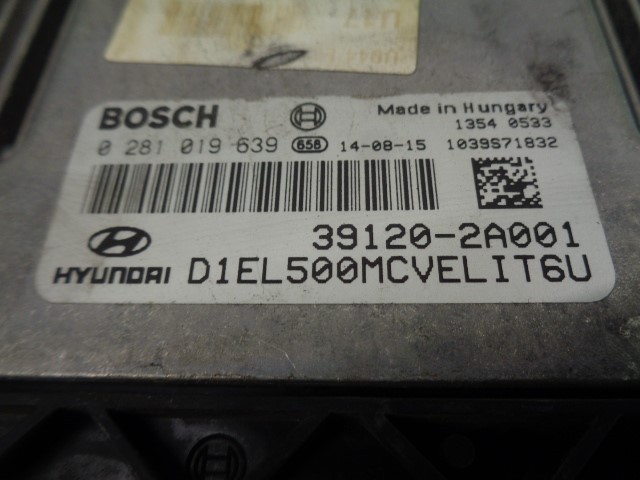 BOSCH Made in Hungary
1354 0533
0 281 019 639 658 14-08-15 1039S71832
39120-2A001
HYUNDAI D1EL500MCVELIT6U